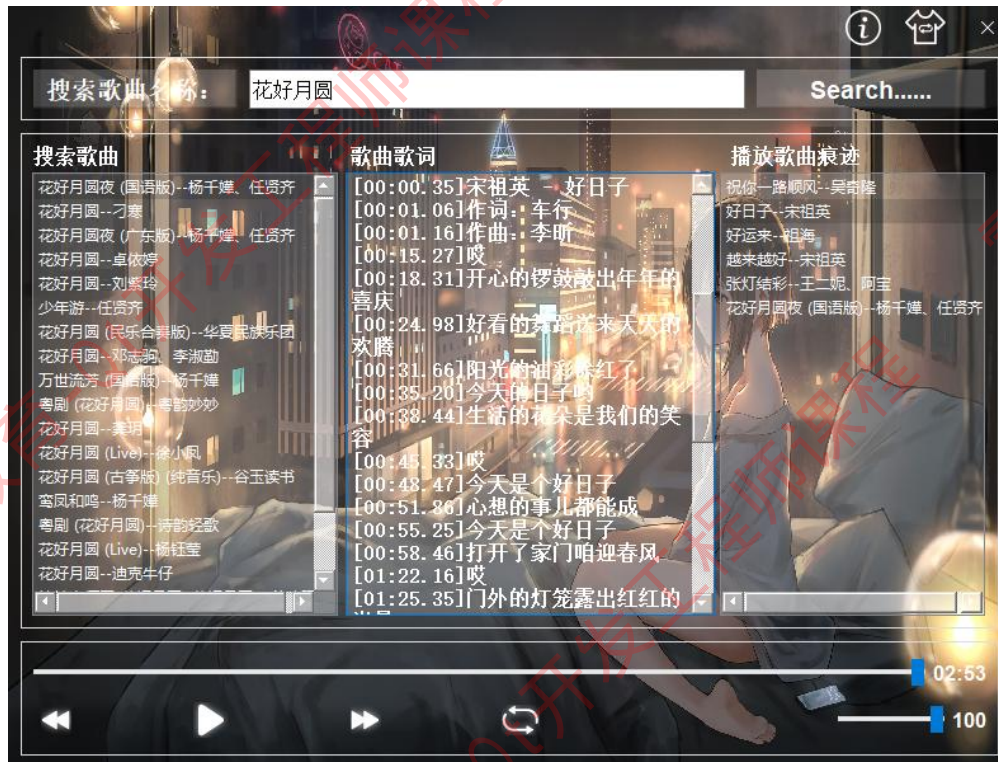 搜索歌曲名称：
花好月圆
Search......
搜索歌曲
花好月圆夜 (国语版)--杨千嬅、任贤齐
花好月圆--刁寒
花好月圆夜 (广东版)--杨千嬅、任贤齐
花好月圆--卓依婷
花好月圆--刘紫玲
少年游--任贤齐
花好月圆 (民乐合奏版)--华夏民族乐团
花好月圆--邓志驹、李淑勤
万世流芳 (国语版)--杨千嬅
粤剧 (花好月圆)--粤韵妙妙
花好月圆--龚玥
花好月圆 (Live)--徐小凤
花好月圆 (古筝版) (纯音乐)--谷玉读书
鸾凤和鸣--杨千嬅
粤剧 (花好月圆)--诗韵轻歌
花好月圆 (Live)--杨钰莹
花好月圆--迪克牛仔
歌曲歌词
[00:00.35]宋祖英 - 好日子
[00:01.06]作词：车行
[00:01.16]作曲：李昕
[00:15.27]哎
[00:18.31]开心的锣鼓敲出年年的
喜庆
[00:24.98]好看的舞蹈送来天天的
欢腾
[00:31.66]阳光的油彩涂红了
[00:35.20]今天的日子哟
[00:38.44]生活的花朵是我们的笑
容
[00:45.33]哎
[00:48.47]今天是个好日子
[00:51.86]心想的事儿都能成
[00:55.25]今天是个好日子
[00:58.46]打开了家门咱迎春风
[01:22.16]哎
[01:25.35]门外的灯笼露出红红的
播放歌曲痕迹
祝你一路顺风--吴奇隆
好日子--宋祖英
好运来--祖海
越来越好--宋祖英
张灯结彩--王二妮、阿宝
花好月圆夜 (国语版)--杨千嬅、任贤齐
02:53
100